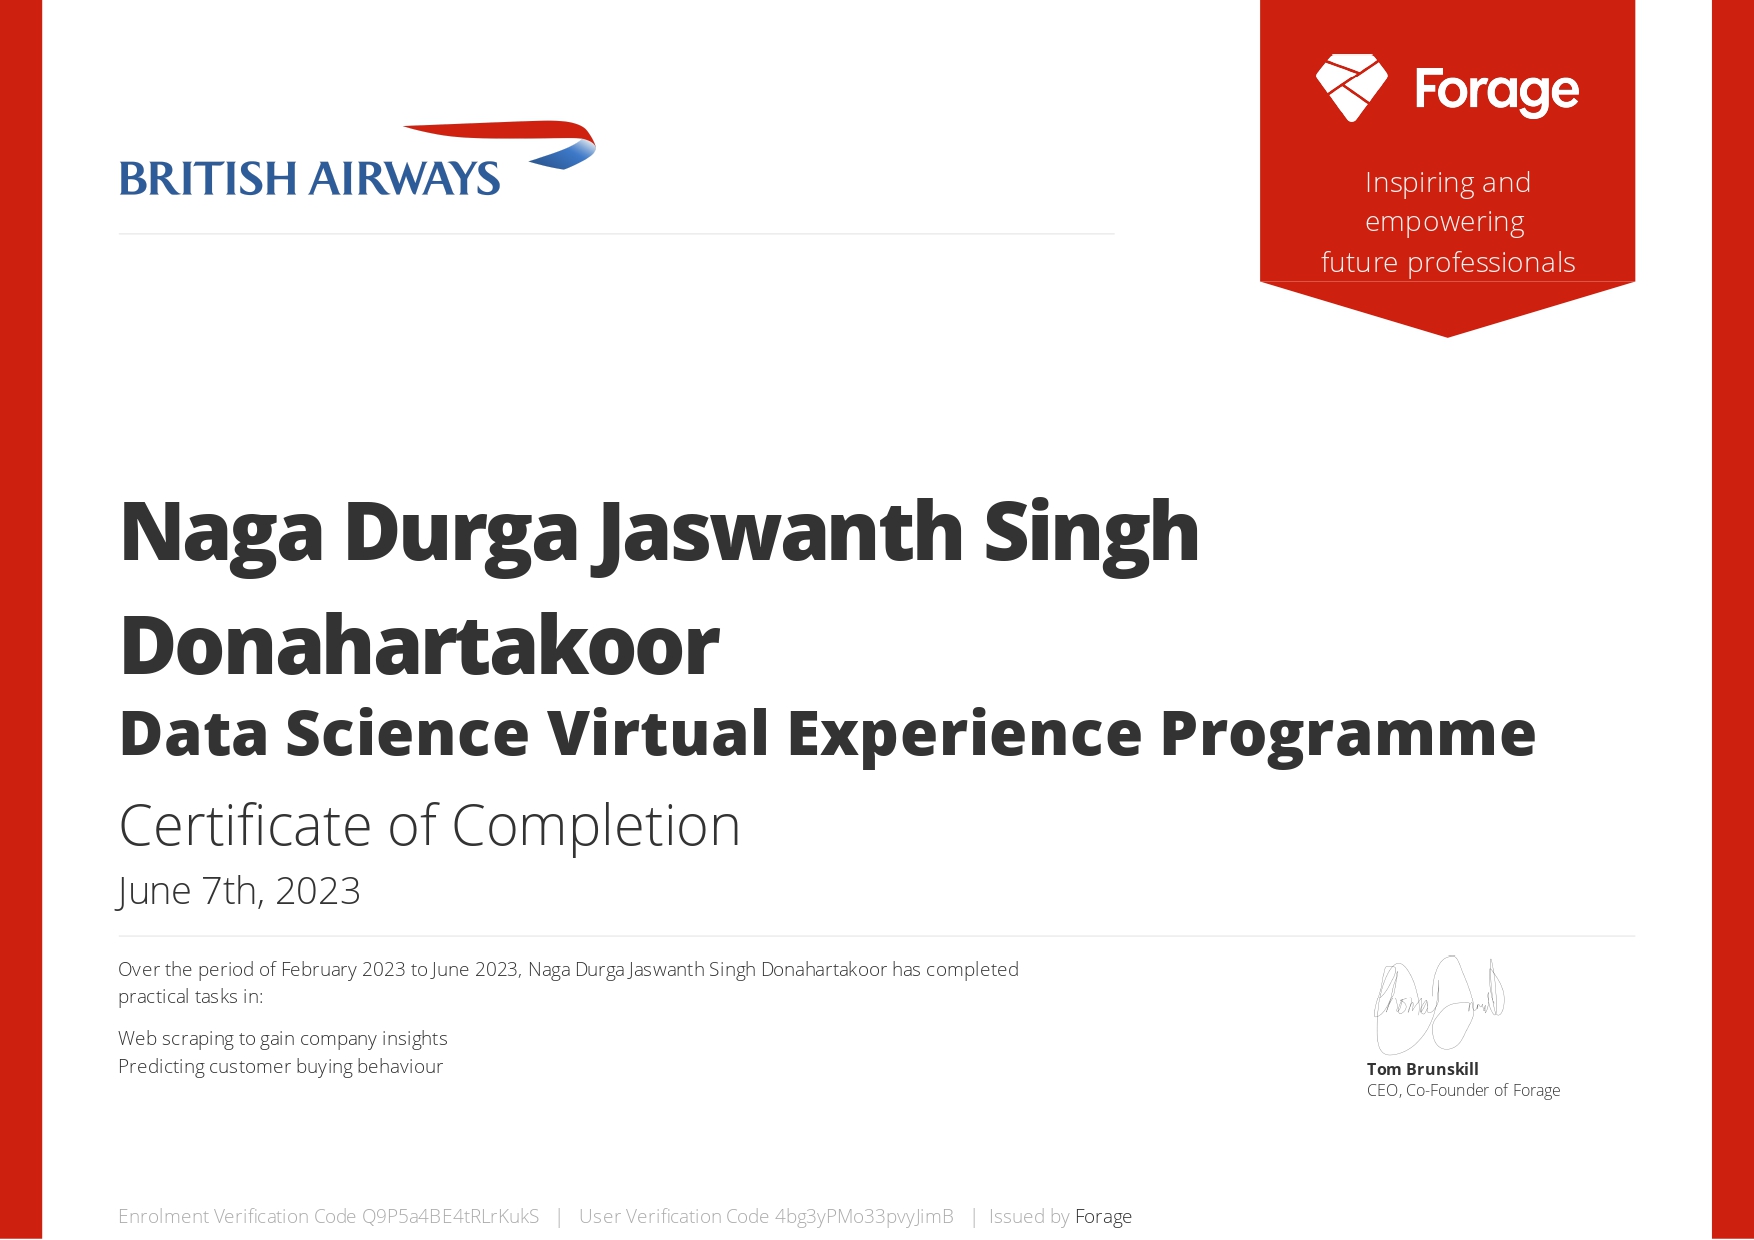 BRITISH AIRWAYS
Forage
Inspiring and
empowering
future professionals
Naga Durga Jaswanth Singh
Donahartakoor
Data Science Virtual Experience Programme
Certificate of Completion
June 7th, 2023
Over the period of February 2023 to June 2023, Naga Durga Jaswanth Singh Donahartakoor has completed
practical tasks in:
Web scraping to gain company insights
Predicting customer buying behaviour
Tom Brunskill
CEO, Co-Founder of Forage
Enrolment Verification Code Q9P5a4BE4tRLrKukS | User Verification Code 4bg3yPMo33pvyJimB | Issued by Forage